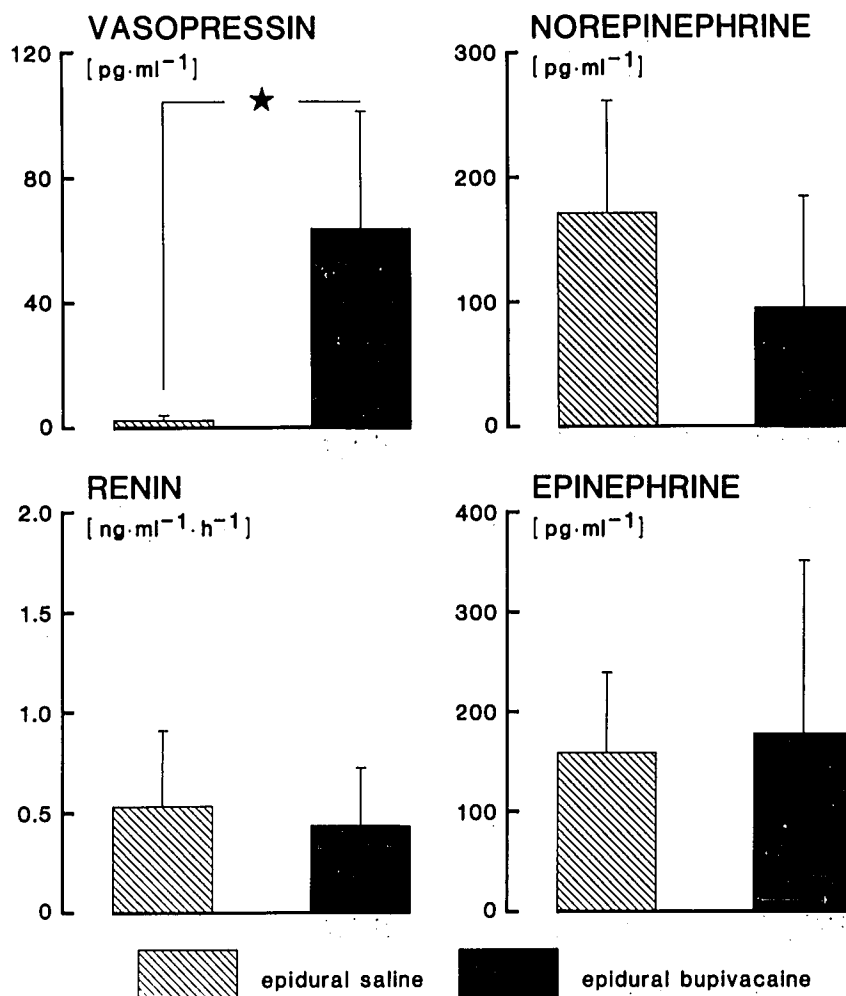 VASOPRESSIN
[pg·ml⁻¹]
120
80
40
0
★
NOREPINEPHRINE
[pg·ml⁻¹]
300
200
100
0
RENIN
[ng·ml⁻¹·h⁻¹]
2.0
1.5
1.0
0.5
0
EPINEPHRINE
[pg·ml⁻¹]
400
300
200
100
0
epidural saline
epidural bupivacaine